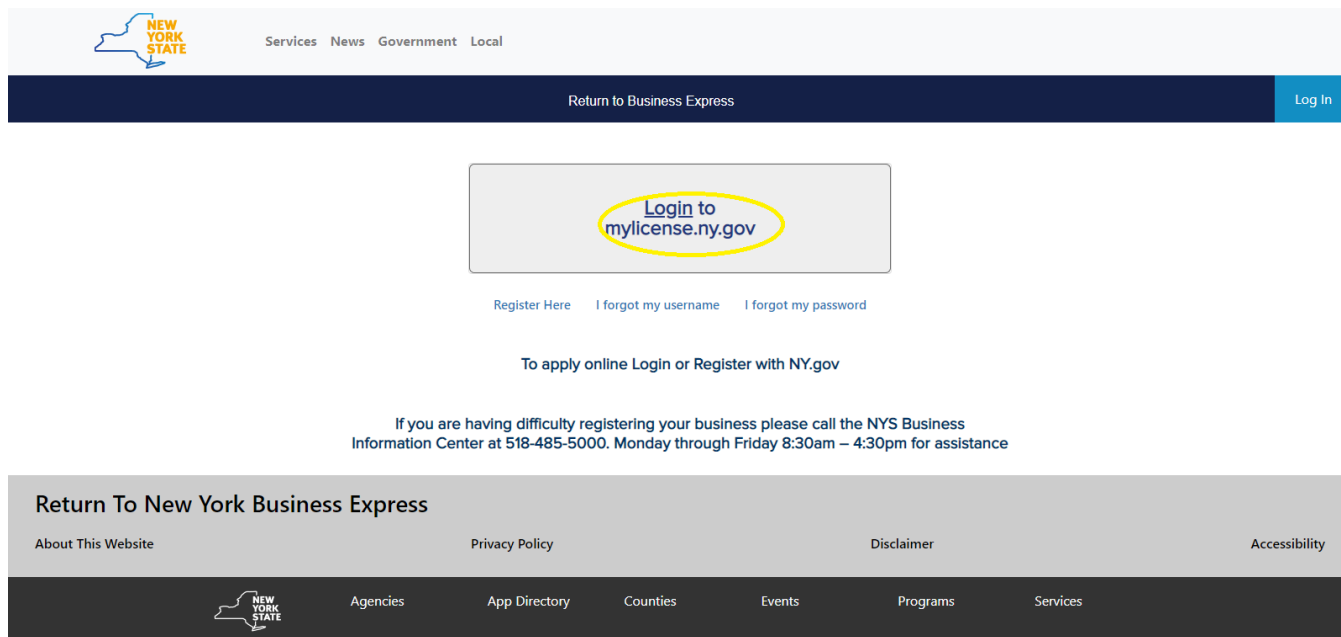 NEW
YORK
STATE
Services News Government Local
Return to Business Express
Log In
Login to
mylicense.ny.gov
Register Here I forgot my username I forgot my password
To apply online Login or Register with NY.gov
If you are having difficulty registering your business please call the NYS Business
Information Center at 518-485-5000. Monday through Friday 8:30am – 4:30pm for assistance
Return To New York Business Express
About This Website Privacy Policy Disclaimer Accessibility
NEW
YORK
STATE
Agencies App Directory Counties Events Programs Services